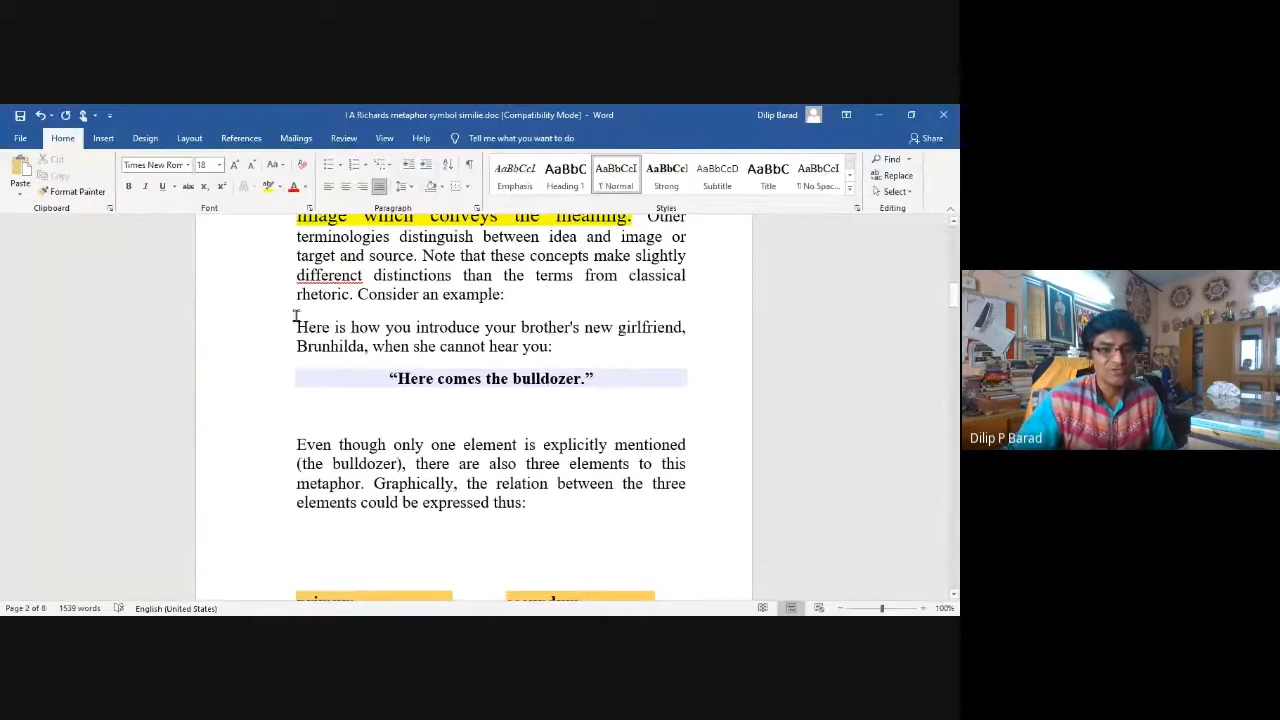 I A Richards metaphor symbol similie.doc [Compatibility Mode] - Word
Dilip Barad
File Home Insert Design Layout References Mailings Review View Help Tell me what you want to do Share
Paste
Cut
Copy
Format Painter
Clipboard
Times New Rom 18
Font
Paragraph
AaBbCcI AaBbC AaBbCcI AaBbCcl AaBbCcD AaBbC AaBbCcI
Emphasis Heading 1 ¶ Normal Strong Subtitle Title ¶ No Spac...
Styles
Find
Replace
Select
Editing
image which conveys the meaning. Other
terminologies distinguish between idea and image or
target and source. Note that these concepts make slightly
differenct distinctions than the terms from classical
rhetoric. Consider an example:
Here is how you introduce your brother's new girlfriend,
Brunhilda, when she cannot hear you:
“Here comes the bulldozer.”
Even though only one element is explicitly mentioned
(the bulldozer), there are also three elements to this
metaphor. Graphically, the relation between the three
elements could be expressed thus:
Page 2 of 8 1539 words English (United States) 100%
Dilip P Barad